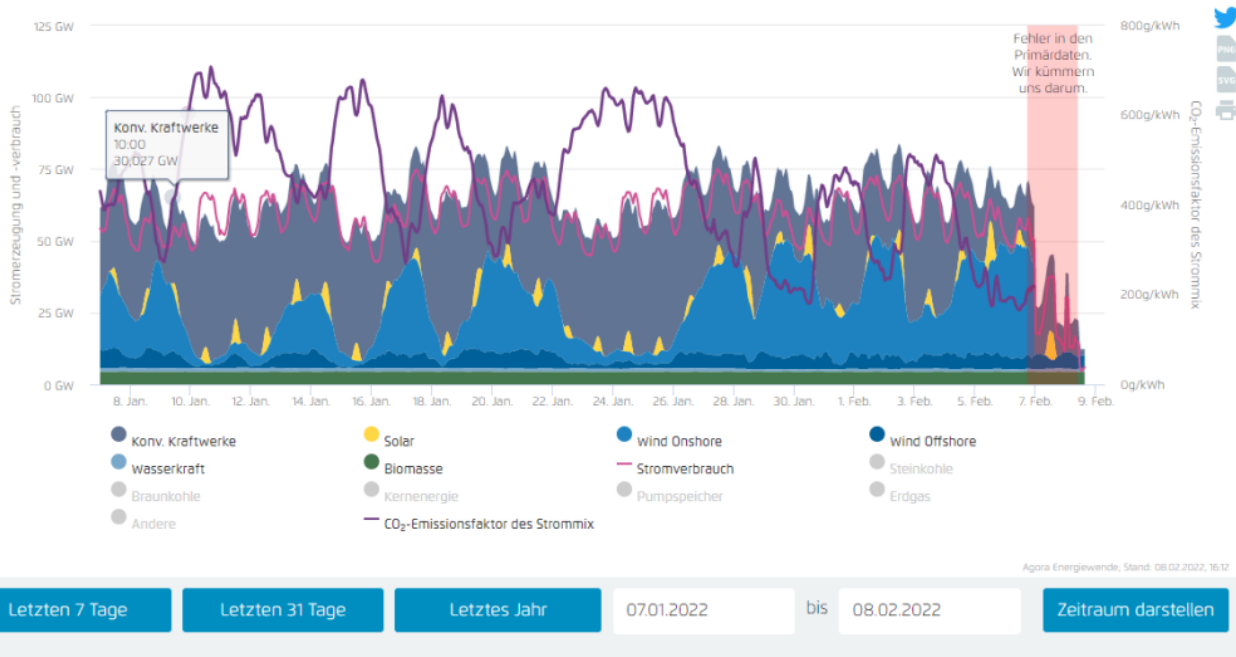 125 GW
100 GW
75 GW
50 GW
25 GW
0 GW
Stromerzeugung und -verbrauch
Konv. Kraftwerke
10:00
30,027 GW
Fehler in den
Primärdaten.
Wir kümmern
uns darum.
800g/kWh
600g/kWh
400g/kWh
200g/kWh
0g/kWh
CO₂-Emissionsfaktor des Strommix
PNG
SVG
8. Jan. 10. Jan. 12. Jan. 14. Jan. 16. Jan. 18. Jan. 20. Jan. 22. Jan. 24. Jan. 26. Jan. 28. Jan. 30. Jan. 1. Feb. 3. Feb. 5. Feb. 7. Feb. 9. Feb.
Konv. Kraftwerke Solar Wind Onshore Wind Offshore
Wasserkraft Biomasse Stromverbrauch Steinkohle
Braunkohle Kernenergie Pumpspeicher Erdgas
Andere CO₂-Emissionsfaktor des Strommix
Agora Energiewende, Stand: 08.02.2022, 16:12
Letzten 7 Tage Letzten 31 Tage Letztes Jahr 07.01.2022 bis 08.02.2022 Zeitraum darstellen